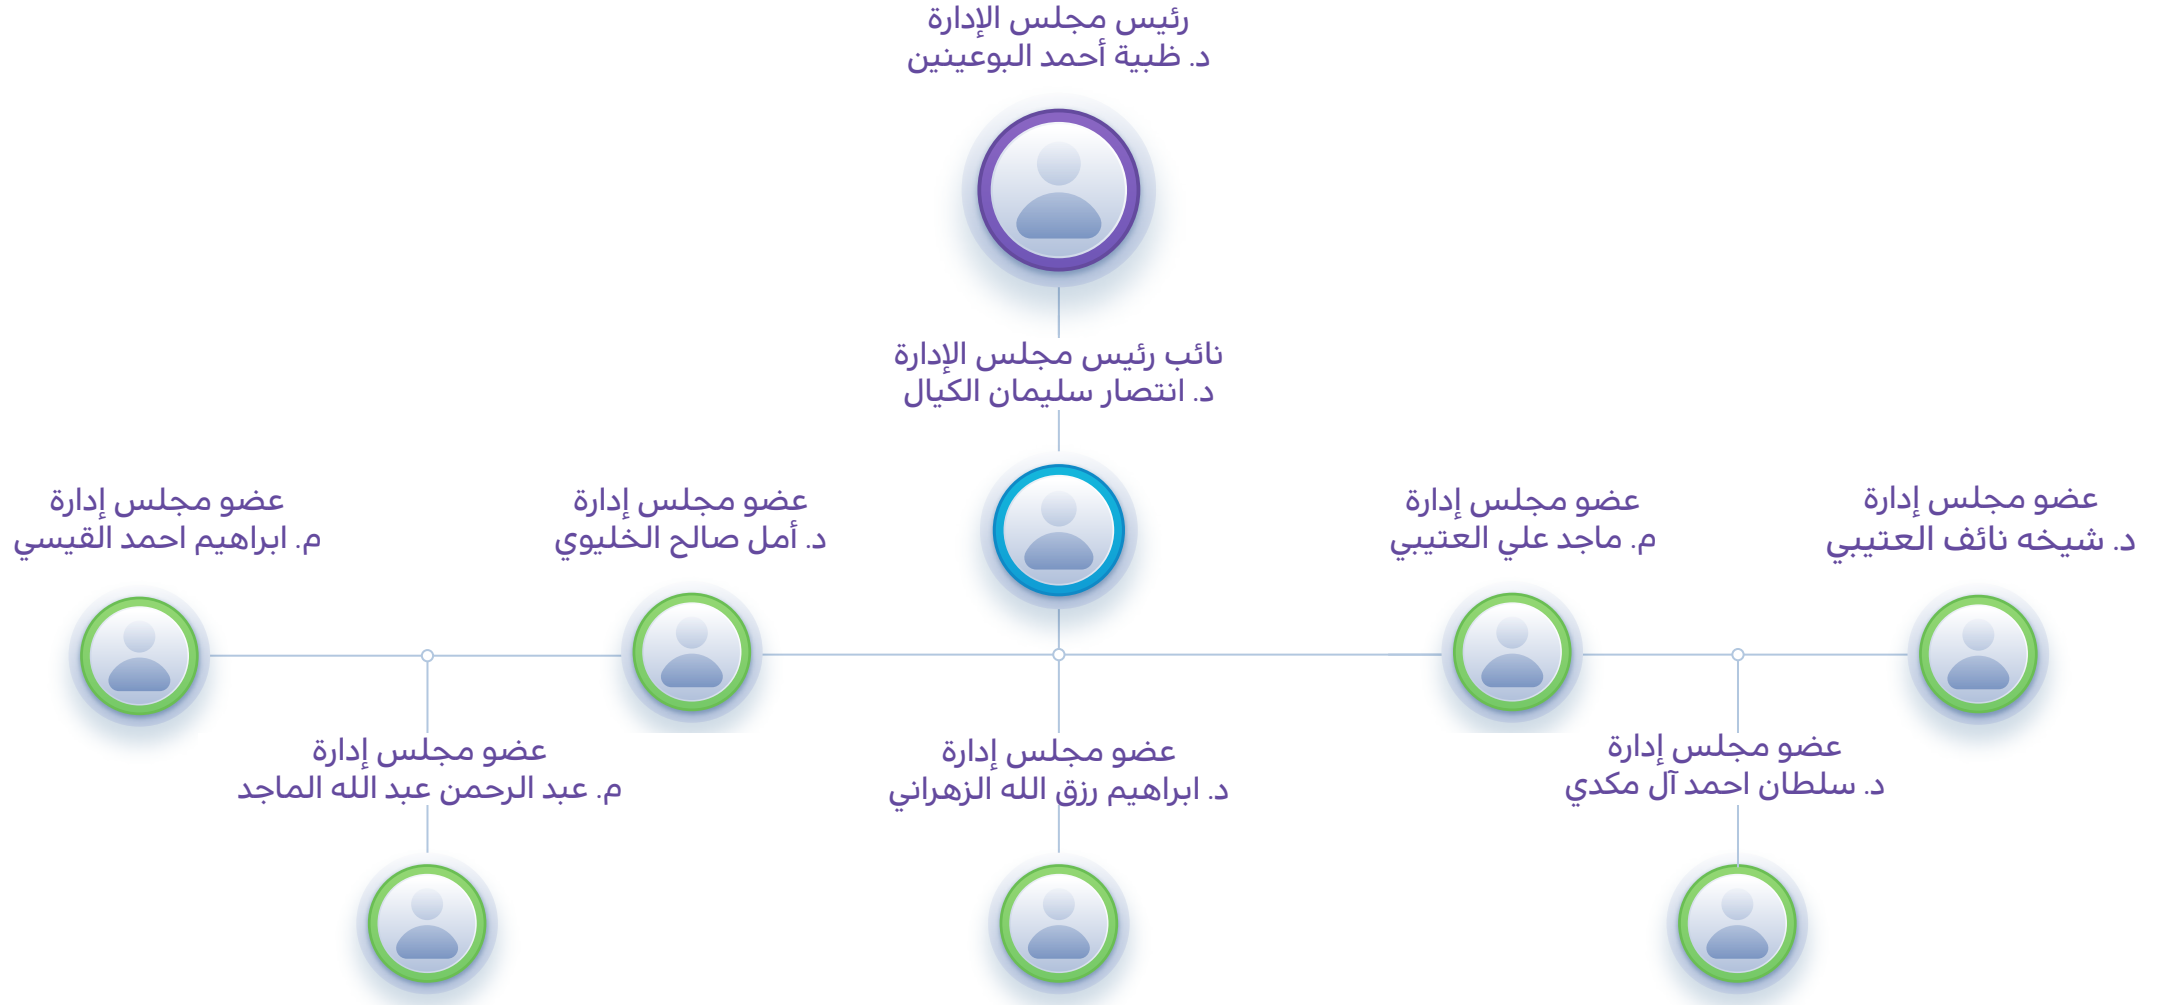 رئيس مجلس الإدارة
د. ظبية أحمد البوعينين
نائب رئيس مجلس الإدارة
د. انتصار سليمان الكيال
عضو مجلس إدارة
د. شيخه نائف العتيبي
عضو مجلس إدارة
م. ماجد علي العتيبي
عضو مجلس إدارة
د. أمل صالح الخليوي
عضو مجلس إدارة
م. ابراهيم احمد القيسي
عضو مجلس إدارة
د. سلطان احمد آل مكدي
عضو مجلس إدارة
د. ابراهيم رزق الله الزهراني
عضو مجلس إدارة
م. عبد الرحمن عبد الله الماجد